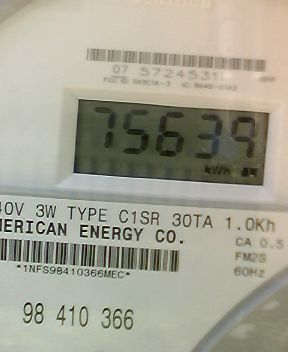 07 5724531
75639
kWh
40V 3W TYPE C1SR 30TA 1.0Kh
MERICAN ENERGY CO.
CA 0.5
FM2S
60Hz
*1NFS98410366MEC*
98 410 366